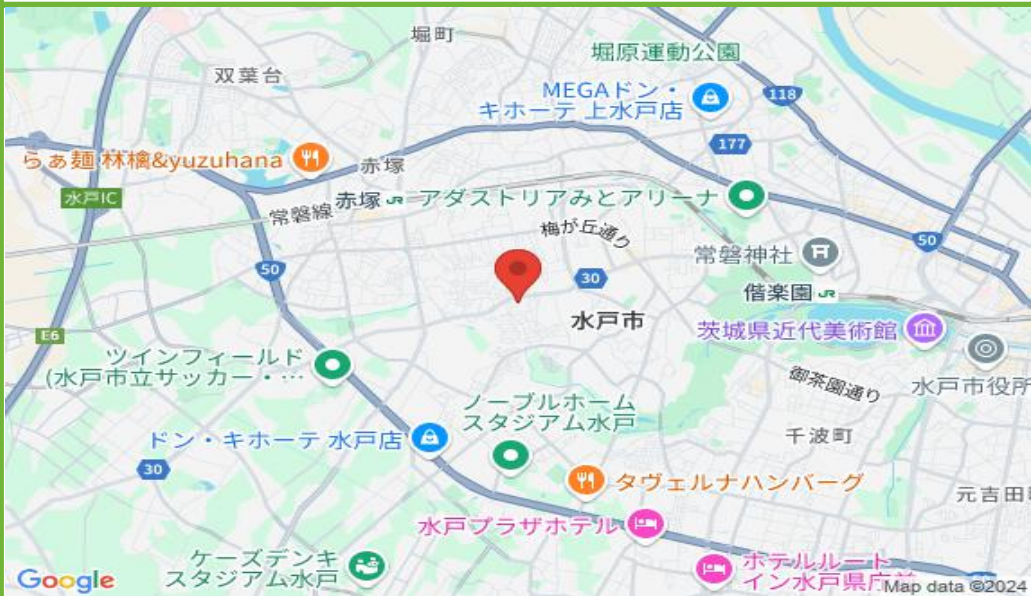 堀町
堀原運動公園
双葉台
MEGAドン・
キホーテ 上水戸店
118
177
らぁ麺 林檎&yuzuhana
赤塚
水戸IC
常磐線
赤塚 JR
アダストリアみとアリーナ
梅が丘通り
50
常磐神社
50
30
偕楽園 JR
水戸市
茨城県近代美術館
E6
ツインフィールド
(水戸市立サッカー・…
水戸市役所
御茶園通り
ノーブルホーム
スタジアム水戸
千波町
ドン・キホーテ 水戸店
30
タヴェルナハンバーグ
元吉田
水戸プラザホテル
ケーズデンキ
スタジアム水戸
ホテルルート
イン水戸県庁前
Google
Map data ©2024